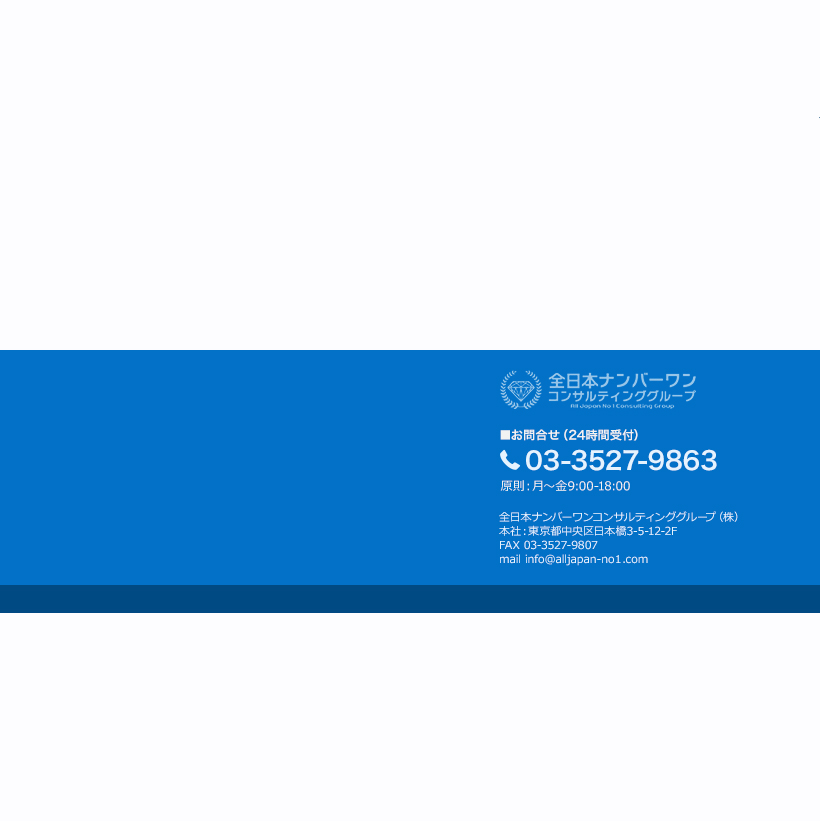 全日本ナンバーワン
コンサルティンググループ
All Japan No1 Consulting Group
■お問合せ（24時間受付）
03-3527-9863
原則：月～金9:00-18:00
全日本ナンバーワンコンサルティンググループ（株）
本社：東京都中央区日本橋3-5-12-2F
FAX 03-3527-9807
mail info@alljapan-no1.com